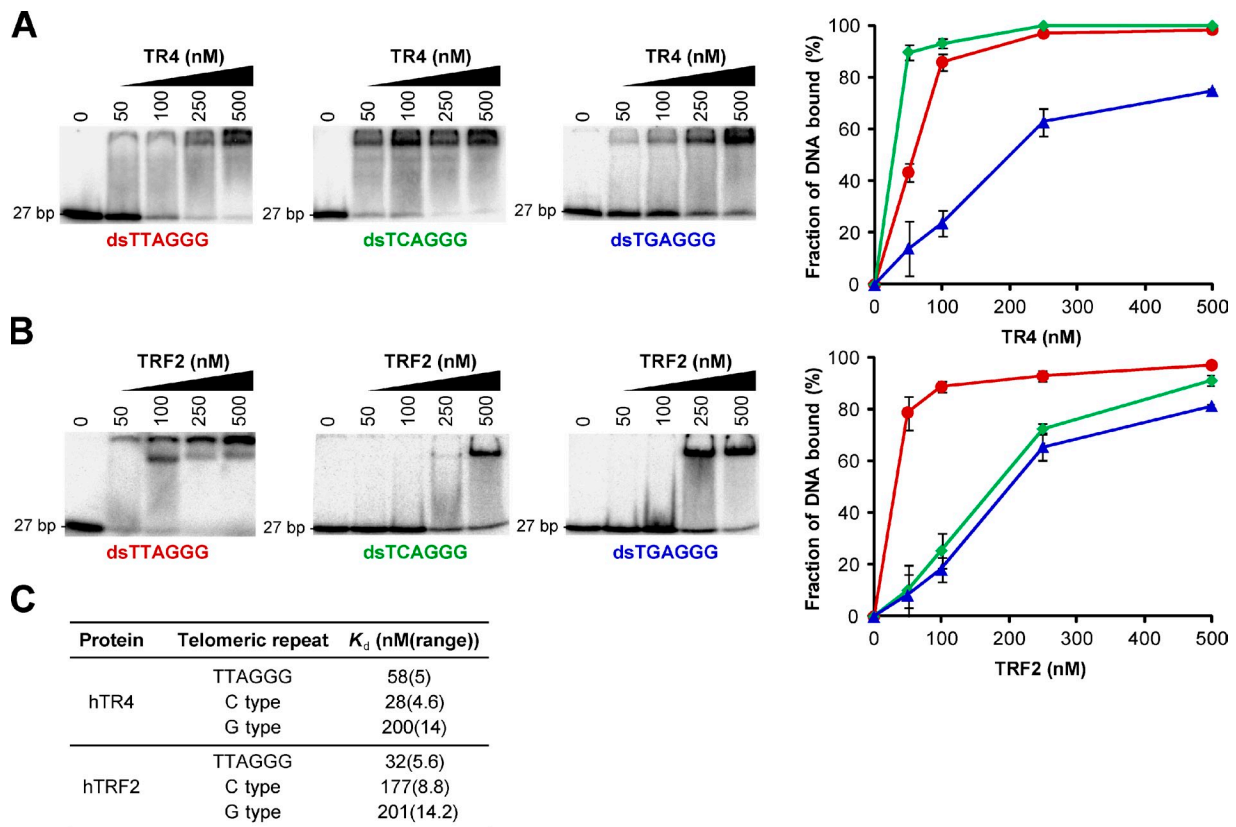 A
TR4 (nM)
0 50 100 250 500
27 bp
dsTTAGGG
TR4 (nM)
0 50 100 250 500
27 bp
dsTCAGGG
TR4 (nM)
0 50 100 250 500
27 bp
dsTGAGGG
Fraction of DNA bound (%)
100
80
60
40
20
0
0 100 200 300 400 500
TR4 (nM)
B
TRF2 (nM)
0 50 100 250 500
27 bp
dsTTAGGG
TRF2 (nM)
0 50 100 250 500
27 bp
dsTCAGGG
TRF2 (nM)
0 50 100 250 500
27 bp
dsTGAGGG
Fraction of DNA bound (%)
100
80
60
40
20
0
0 100 200 300 400 500
TRF2 (nM)
C
Protein Telomeric repeat Kd (nM(range))
TTAGGG 58(5)
hTR4 C type 28(4.6)
G type 200(14)
TTAGGG 32(5.6)
hTRF2 C type 177(8.8)
G type 201(14.2)